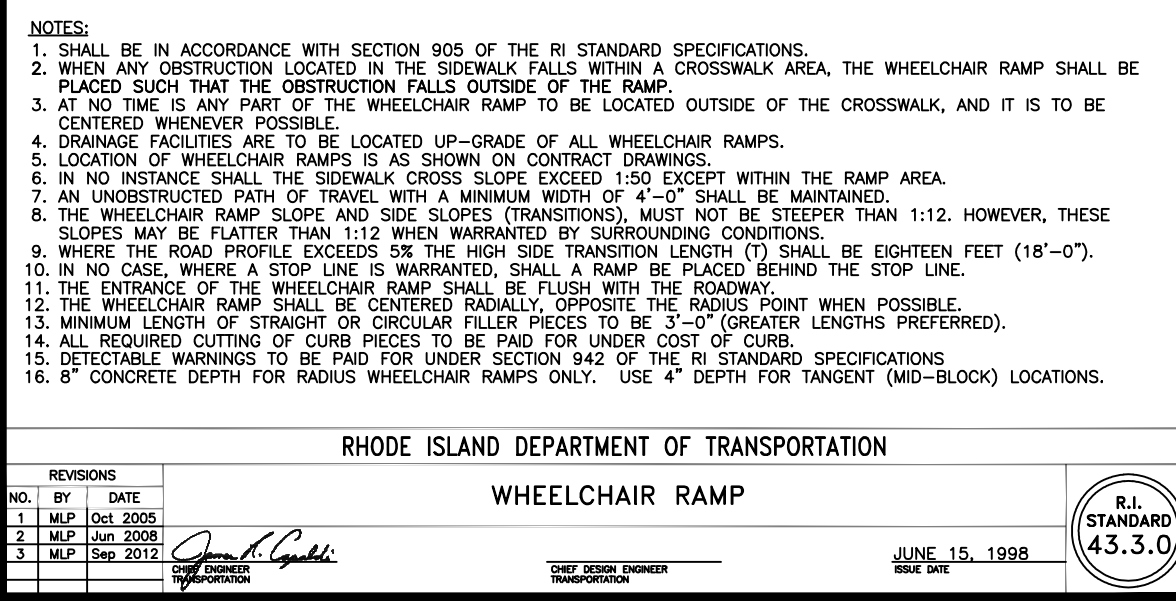 NOTES:
1. SHALL BE IN ACCORDANCE WITH SECTION 905 OF THE RI STANDARD SPECIFICATIONS.
2. WHEN ANY OBSTRUCTION LOCATED IN THE SIDEWALK FALLS WITHIN A CROSSWALK AREA, THE WHEELCHAIR RAMP SHALL BE
PLACED SUCH THAT THE OBSTRUCTION FALLS OUTSIDE OF THE RAMP.
3. AT NO TIME IS ANY PART OF THE WHEELCHAIR RAMP TO BE LOCATED OUTSIDE OF THE CROSSWALK, AND IT IS TO BE
CENTERED WHENEVER POSSIBLE.
4. DRAINAGE FACILITIES ARE TO BE LOCATED UP-GRADE OF ALL WHEELCHAIR RAMPS.
5. LOCATION OF WHEELCHAIR RAMPS IS AS SHOWN ON CONTRACT DRAWINGS.
6. IN NO INSTANCE SHALL THE SIDEWALK CROSS SLOPE EXCEED 1:50 EXCEPT WITHIN THE RAMP AREA.
7. AN UNOBSTRUCTED PATH OF TRAVEL WITH A MINIMUM WIDTH OF 4'-0" SHALL BE MAINTAINED.
8. THE WHEELCHAIR RAMP SLOPE AND SIDE SLOPES (TRANSITIONS), MUST NOT BE STEEPER THAN 1:12. HOWEVER, THESE
SLOPES MAY BE FLATTER THAN 1:12 WHEN WARRANTED BY SURROUNDING CONDITIONS.
9. WHERE THE ROAD PROFILE EXCEEDS 5% THE HIGH SIDE TRANSITION LENGTH (T) SHALL BE EIGHTEEN FEET (18'-0").
10. IN NO CASE, WHERE A STOP LINE IS WARRANTED, SHALL A RAMP BE PLACED BEHIND THE STOP LINE.
11. THE ENTRANCE OF THE WHEELCHAIR RAMP SHALL BE FLUSH WITH THE ROADWAY.
12. THE WHEELCHAIR RAMP SHALL BE CENTERED RADIALLY, OPPOSITE THE RADIUS POINT WHEN POSSIBLE.
13. MINIMUM LENGTH OF STRAIGHT OR CIRCULAR FILLER PIECES TO BE 3'-0" (GREATER LENGTHS PREFERRED).
14. ALL REQUIRED CUTTING OF CURB PIECES TO BE PAID FOR UNDER COST OF CURB.
15. DETECTABLE WARNINGS TO BE PAID FOR UNDER SECTION 942 OF THE RI STANDARD SPECIFICATIONS
16. 8" CONCRETE DEPTH FOR RADIUS WHEELCHAIR RAMPS ONLY. USE 4" DEPTH FOR TANGENT (MID-BLOCK) LOCATIONS.
RHODE ISLAND DEPARTMENT OF TRANSPORTATION
REVISIONS
NO. BY DATE
1 MLP Oct 2005
2 MLP Jun 2008
3 MLP Sep 2012
WHEELCHAIR RAMP
James R. Capaldi
CHIEF ENGINEER
TRANSPORTATION
CHIEF DESIGN ENGINEER
TRANSPORTATION
JUNE 15, 1998
ISSUE DATE
R.I.
STANDARD
43.3.0